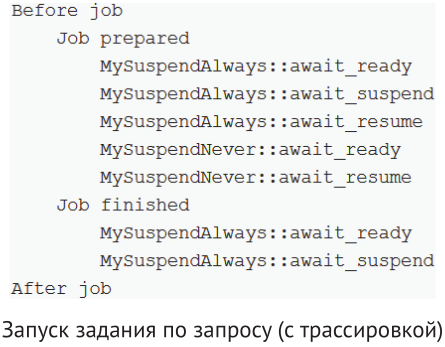 Before job
Job prepared
MySuspendAlways::await_ready
MySuspendAlways::await_suspend
MySuspendAlways::await_resume
MySuspendNever::await_ready
MySuspendNever::await_resume
Job finished
MySuspendAlways::await_ready
MySuspendAlways::await_suspend
After job
Запуск задания по запросу (с трассировкой)